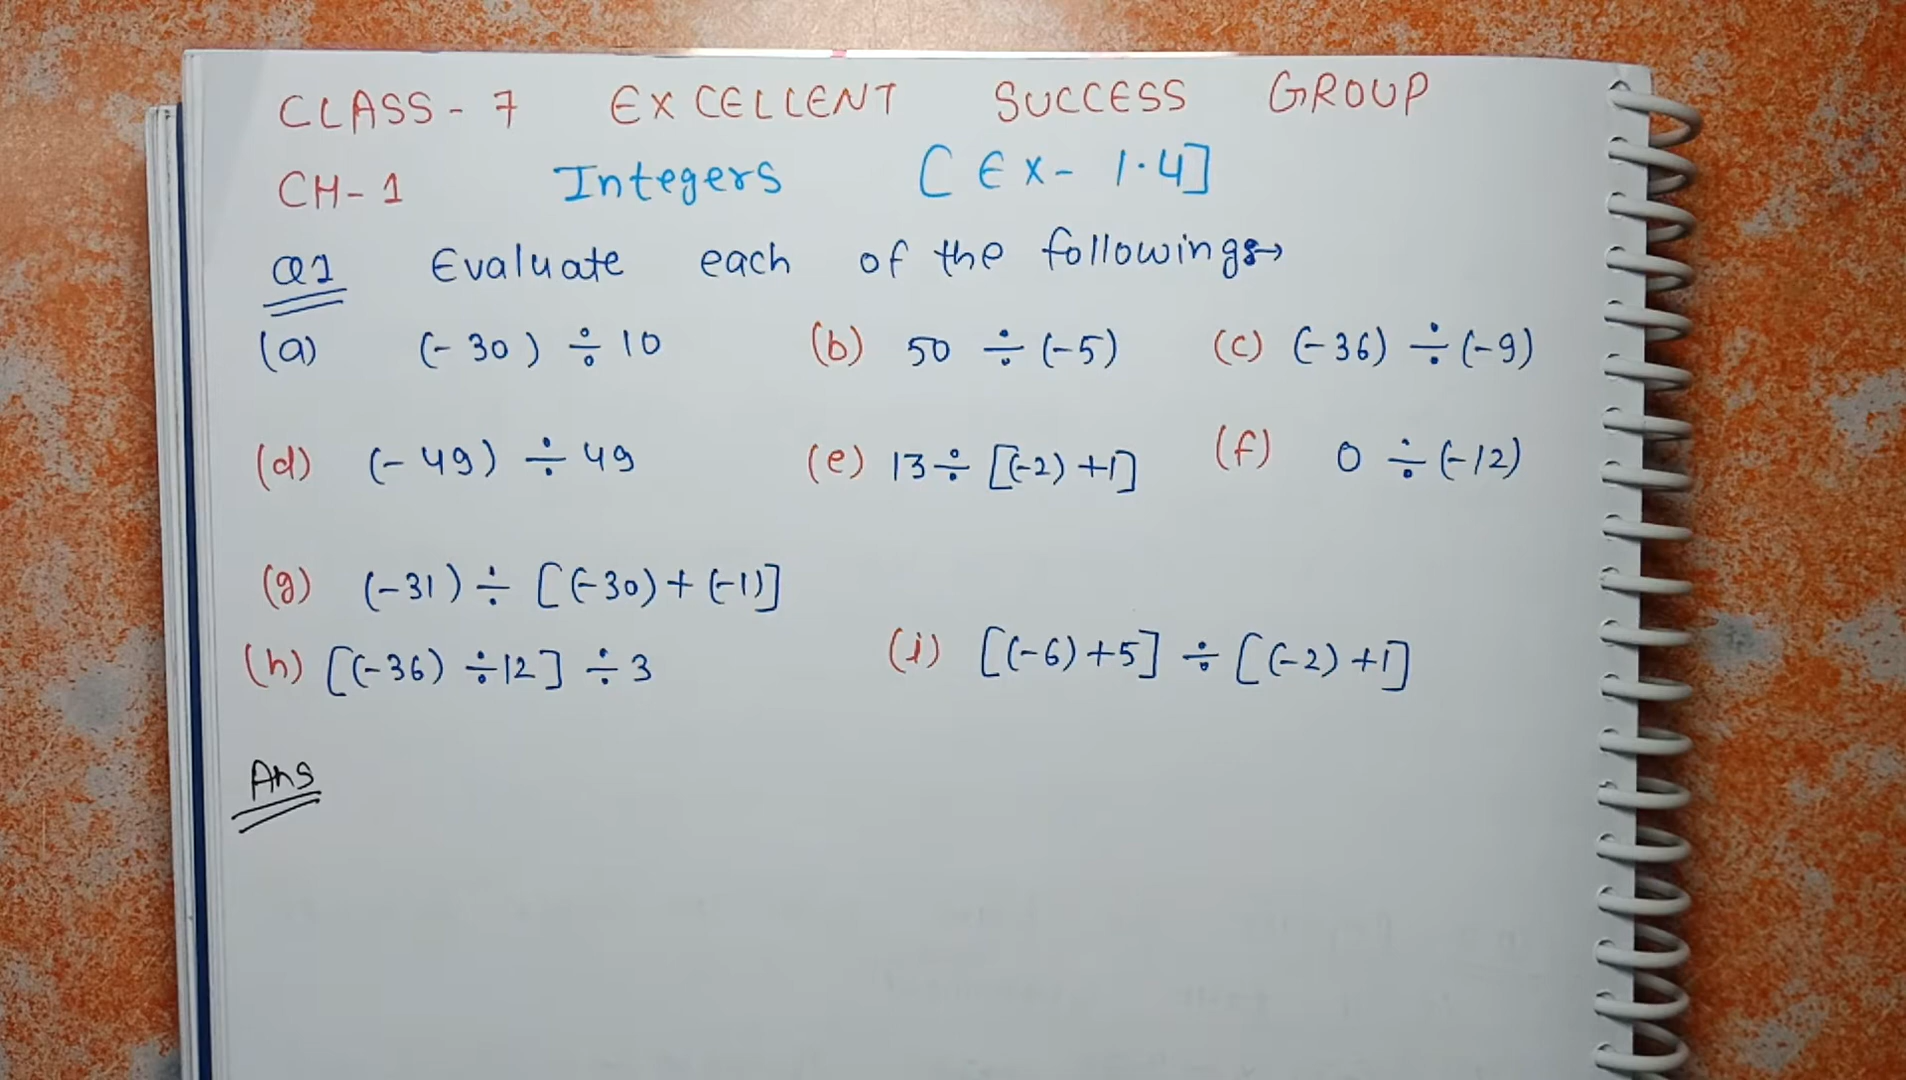 CLASS-7 EXCELLENT SUCCESS GROUP
CH-1 Integers [EX-1.4]
Q1 Evaluate each of the followings→
(a) (-30) ÷ 10 (b) 50 ÷ (-5) (c) (-36) ÷ (-9)
(d) (-49) ÷ 49 (e) 13 ÷ [(-2) +1] (f) 0 ÷ (-12)
(g) (-31) ÷ [(-30) + (-1)]
(h) [(-36) ÷12] ÷ 3 (i) [(-6) +5] ÷ [(-2) +1]
Ans